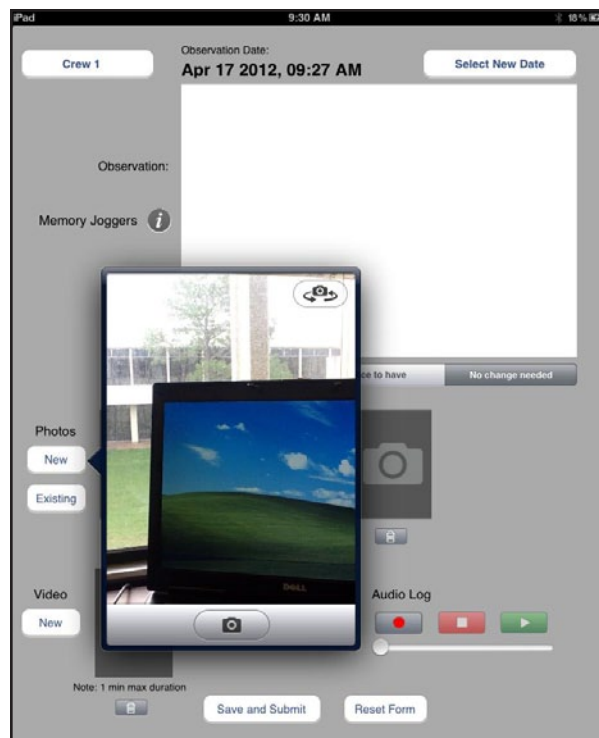 iPad 9:30 AM 18%
Crew 1
Observation Date:
Apr 17 2012, 09:27 AM
Select New Date
Observation:
Memory Joggers i
to have
No change needed
Photos
New
Existing
DELL
Video
New
Audio Log
Note: 1 min max duration
Save and Submit
Reset Form